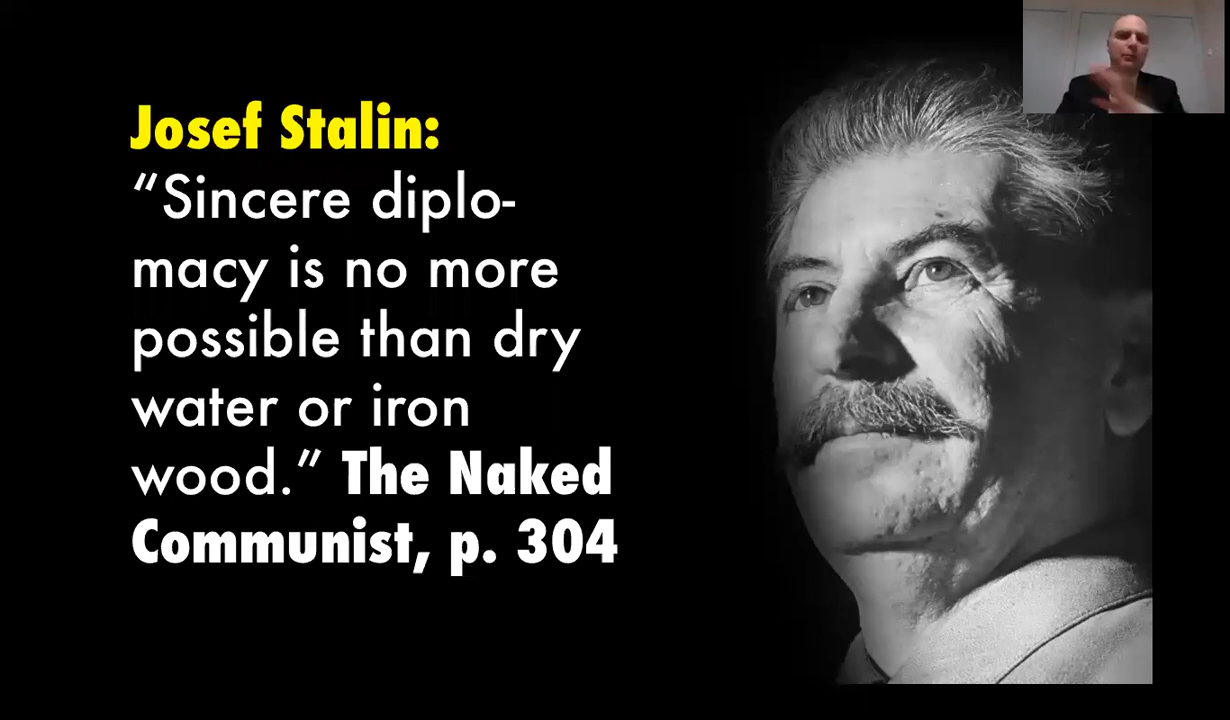 Josef Stalin:
“Sincere diplo-
macy is no more
possible than dry
water or iron
wood.” The Naked
Communist, p. 304